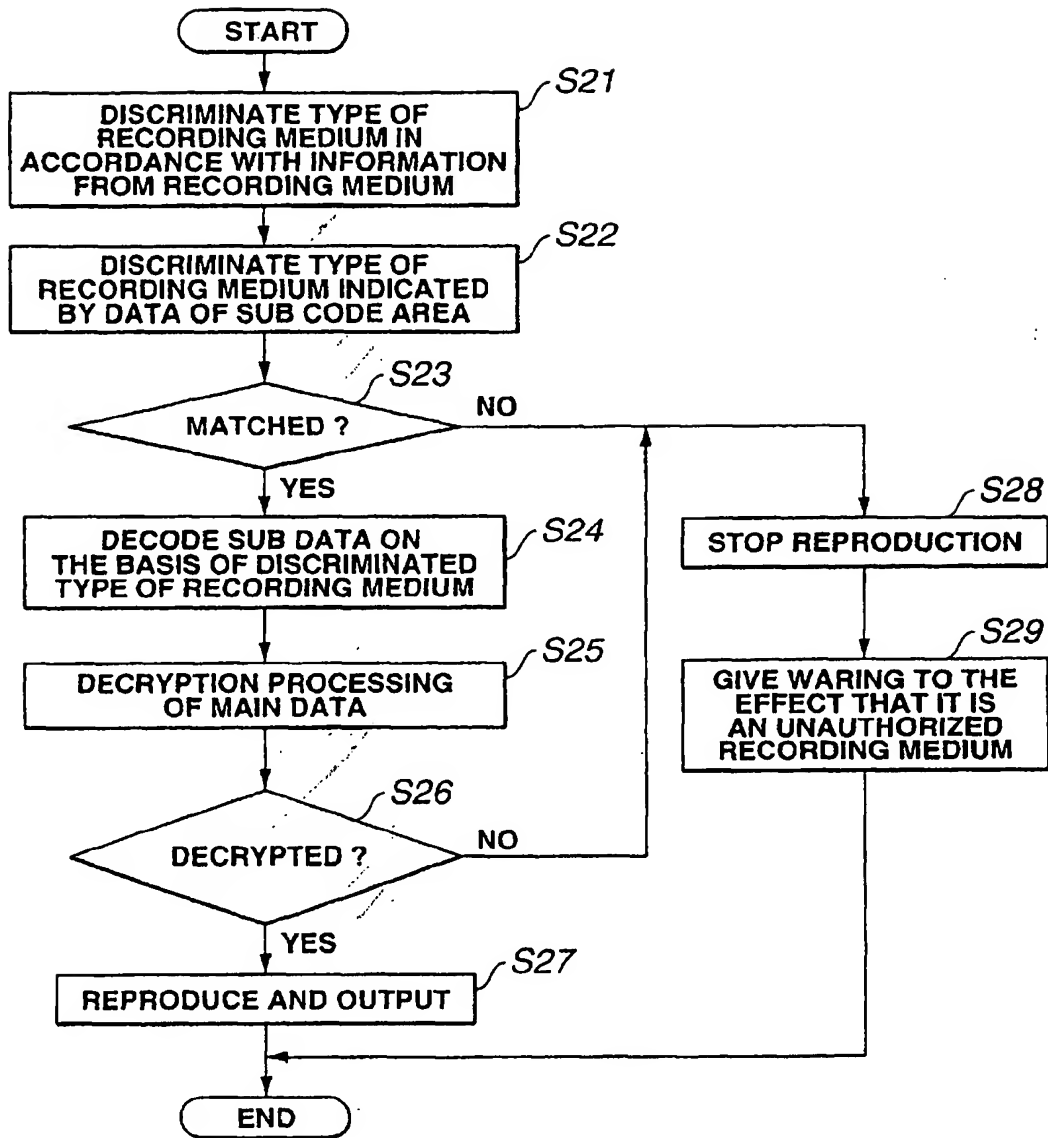 START
S21
DISCRIMINATE TYPE OF
RECORDING MEDIUM IN
ACCORDANCE WITH INFORMATION
FROM RECORDING MEDIUM
S22
DISCRIMINATE TYPE OF
RECORDING MEDIUM INDICATED
BY DATA OF SUB CODE AREA
S23
MATCHED ?
NO
YES
S24
DECODE SUB DATA ON
THE BASIS OF DISCRIMINATED
TYPE OF RECORDING MEDIUM
S28
STOP REPRODUCTION
S25
DECRYPTION PROCESSING
OF MAIN DATA
S29
GIVE WARING TO THE
EFFECT THAT IT IS
AN UNAUTHORIZED
RECORDING MEDIUM
S26
DECRYPTED ?
NO
YES
S27
REPRODUCE AND OUTPUT
END